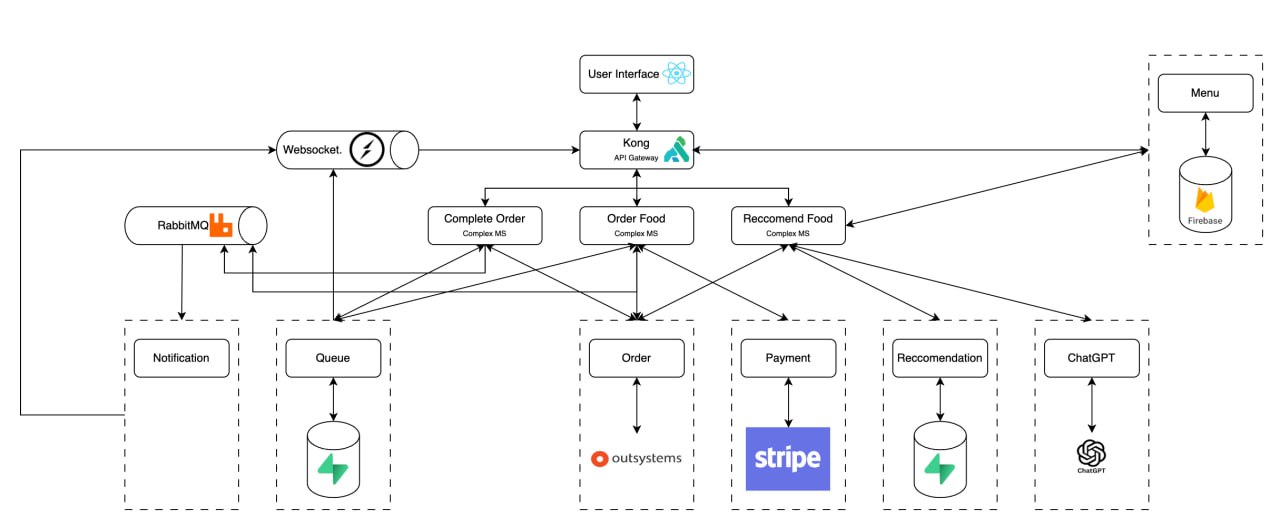 User Interface
Menu
Websocket.
Kong
API Gateway
Firebase
RabbitMQ
Complete Order
Complex MS
Order Food
Complex MS
Reccomend Food
Complex MS
Notification
Queue
Order
Payment
Reccomendation
ChatGPT
outsystems
stripe
ChatGPT